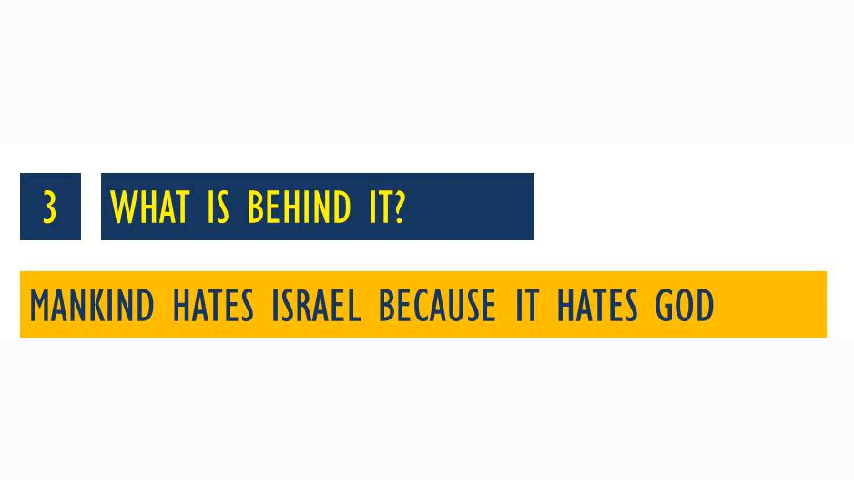 3 WHAT IS BEHIND IT?
MANKIND HATES ISRAEL BECAUSE IT HATES GOD